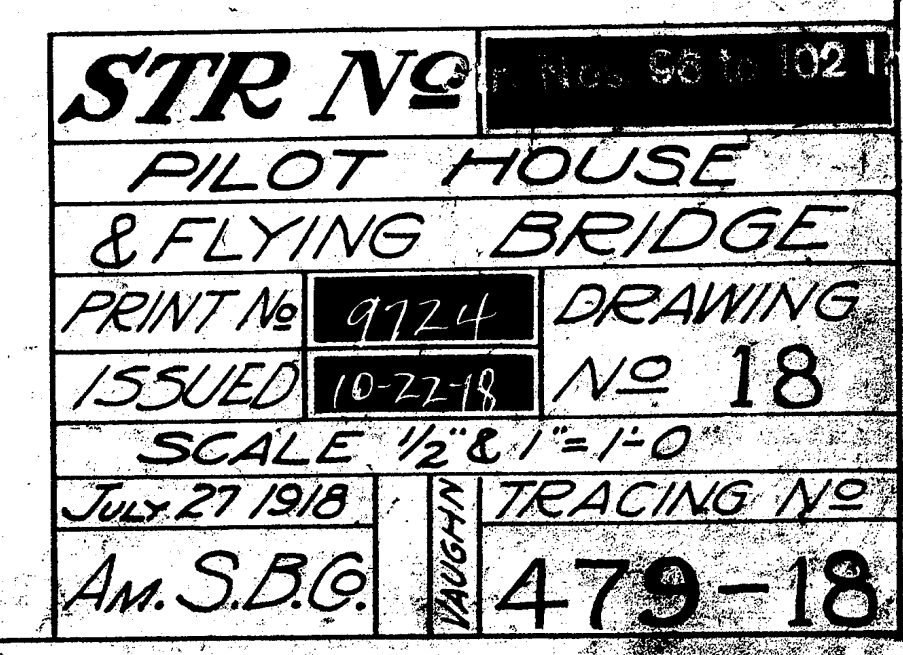 STR Nº
Nos 96 to 102
PILOT HOUSE
& FLYING BRIDGE
PRINT Nº 9724
ISSUED 10-22-18
DRAWING
Nº 18
SCALE 1/2" & 1" = 1'-0"
JULY 27 1918
AM. S.B.Co.
VAUGHN
TRACING Nº
479-18